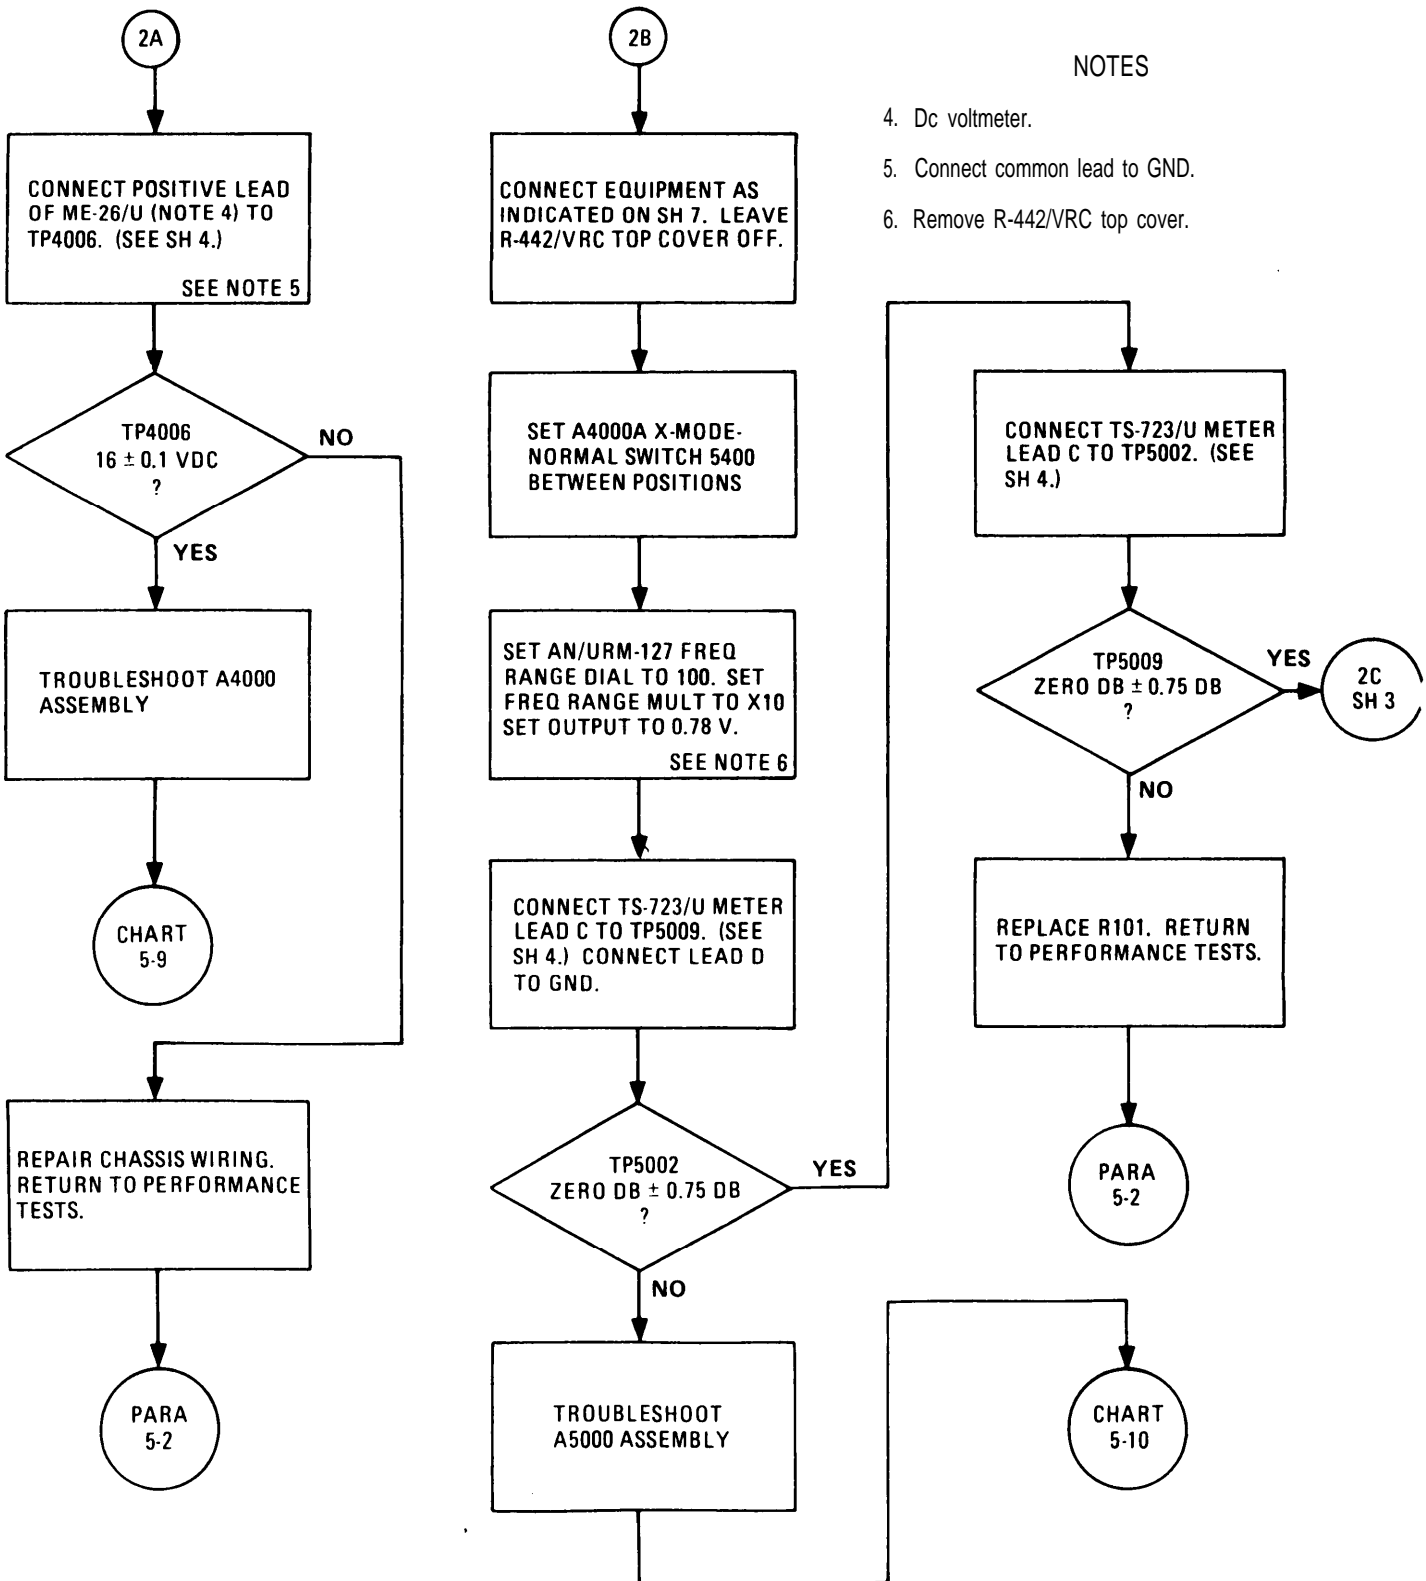 2A
CONNECT POSITIVE LEAD
OF ME-26/U (NOTE 4) TO
TP4006. (SEE SH 4.)
SEE NOTE 5
TP4006
16 ± 0.1 VDC
?
NO
YES
TROUBLESHOOT A4000
ASSEMBLY
CHART
5-9
REPAIR CHASSIS WIRING.
RETURN TO PERFORMANCE
TESTS.
PARA
5-2
2B
CONNECT EQUIPMENT AS
INDICATED ON SH 7. LEAVE
R-442/VRC TOP COVER OFF.
SET A4000A X-MODE-
NORMAL SWITCH 5400
BETWEEN POSITIONS
SET AN/URM-127 FREQ
RANGE DIAL TO 100. SET
FREQ RANGE MULT TO X10
SET OUTPUT TO 0.78 V.
SEE NOTE 6
CONNECT TS-723/U METER
LEAD C TO TP5009. (SEE
SH 4.) CONNECT LEAD D
TO GND.
TP5002
ZERO DB ± 0.75 DB
?
YES
NO
TROUBLESHOOT
A5000 ASSEMBLY
NOTES
4. Dc voltmeter.
5. Connect common lead to GND.
6. Remove R-442/VRC top cover.
CONNECT TS-723/U METER
LEAD C TO TP5002. (SEE
SH 4.)
TP5009
ZERO DB ± 0.75 DB
?
YES
2C
SH 3
NO
REPLACE R101. RETURN
TO PERFORMANCE TESTS.
PARA
5-2
CHART
5-10